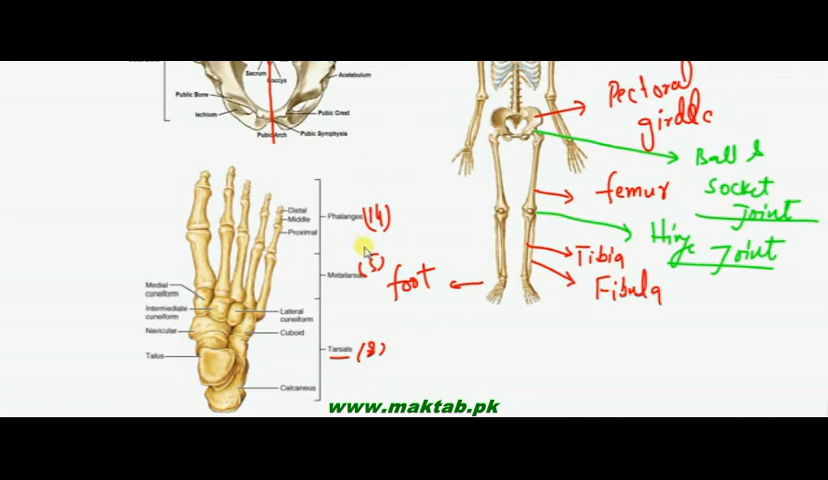 Sacrum
Coccyx
Acetabulum
Pubic Bone
Ischium
Pubic Crest
Pubic Arch
Pubic Symphysis
Pectoral
girdle
Ball &
Socket
Joint
femur
Hinge
Joint
Tibia
Fibula
foot
Distal
Middle
Proximal
Phalanges (14)
Metatarsals (5)
Medial
cuneiform
Intermediate
cuneiform
Navicular
Talus
Lateral
cuneiform
Cuboid
Tarsals (8)
Calcaneus
www.maktab.pk